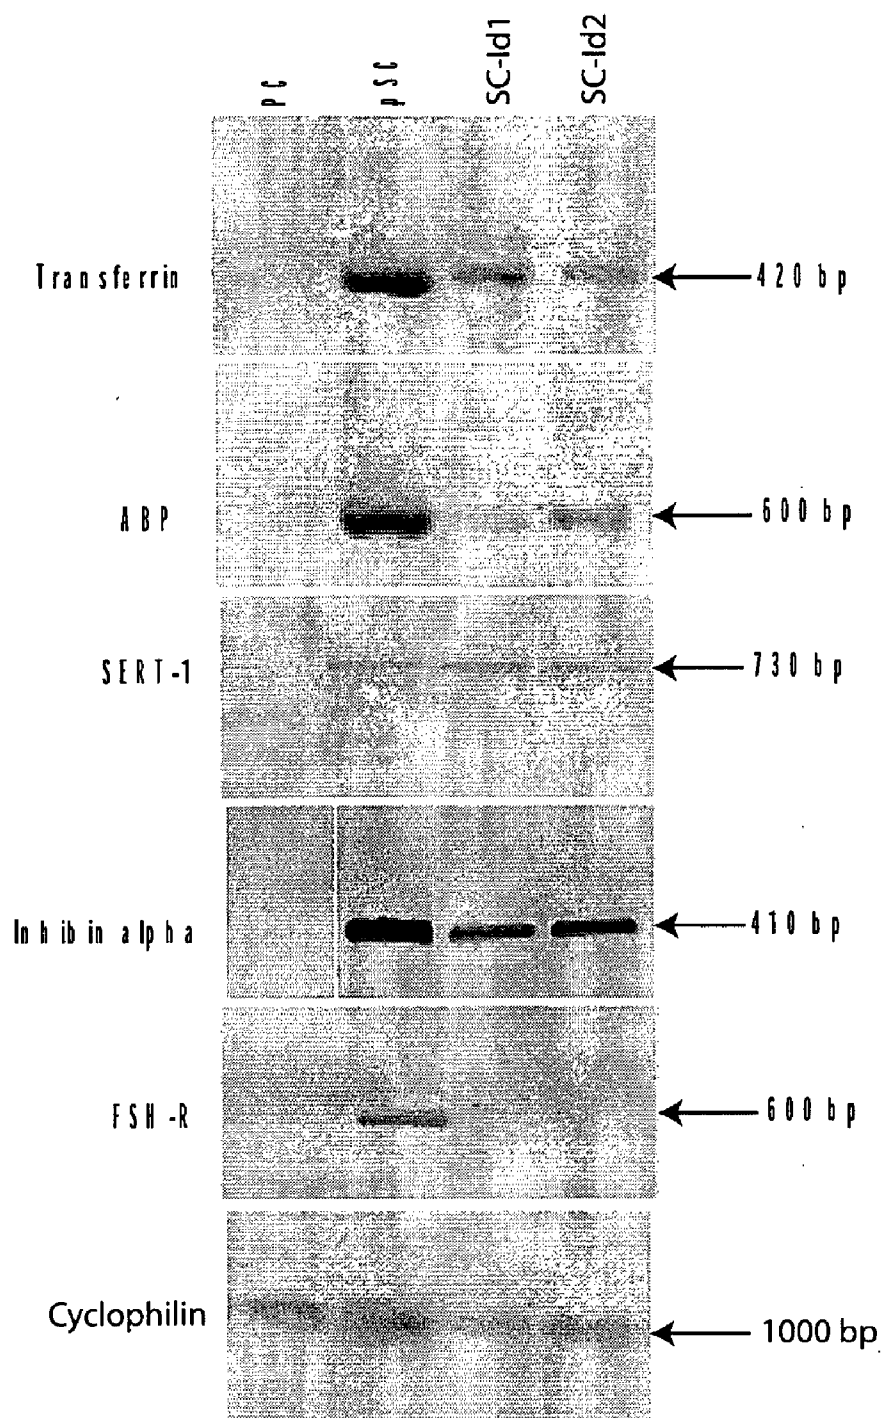 PC pSC SC-Id1 SC-Id2
Transferrin 420 bp
ABP 600 bp
SERT-1 730 bp
Inhibin alpha 410 bp
FSH-R 600 bp
Cyclophilin 1000 bp